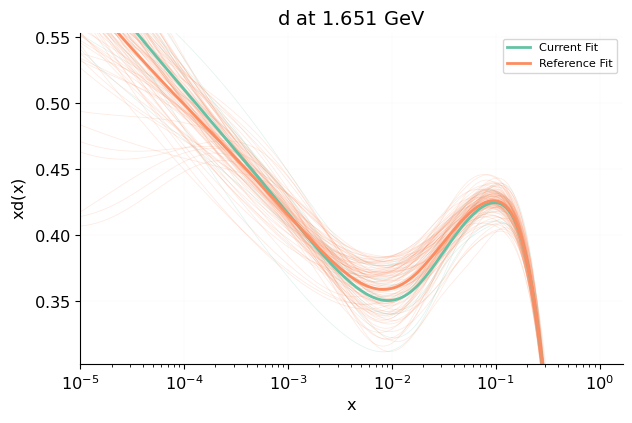 d at 1.651 GeV
Current Fit
Reference Fit
0.55
0.50
0.45
0.40
0.35
xd(x)
10⁻⁵ 10⁻⁴ 10⁻³ 10⁻² 10⁻¹ 10⁰
x